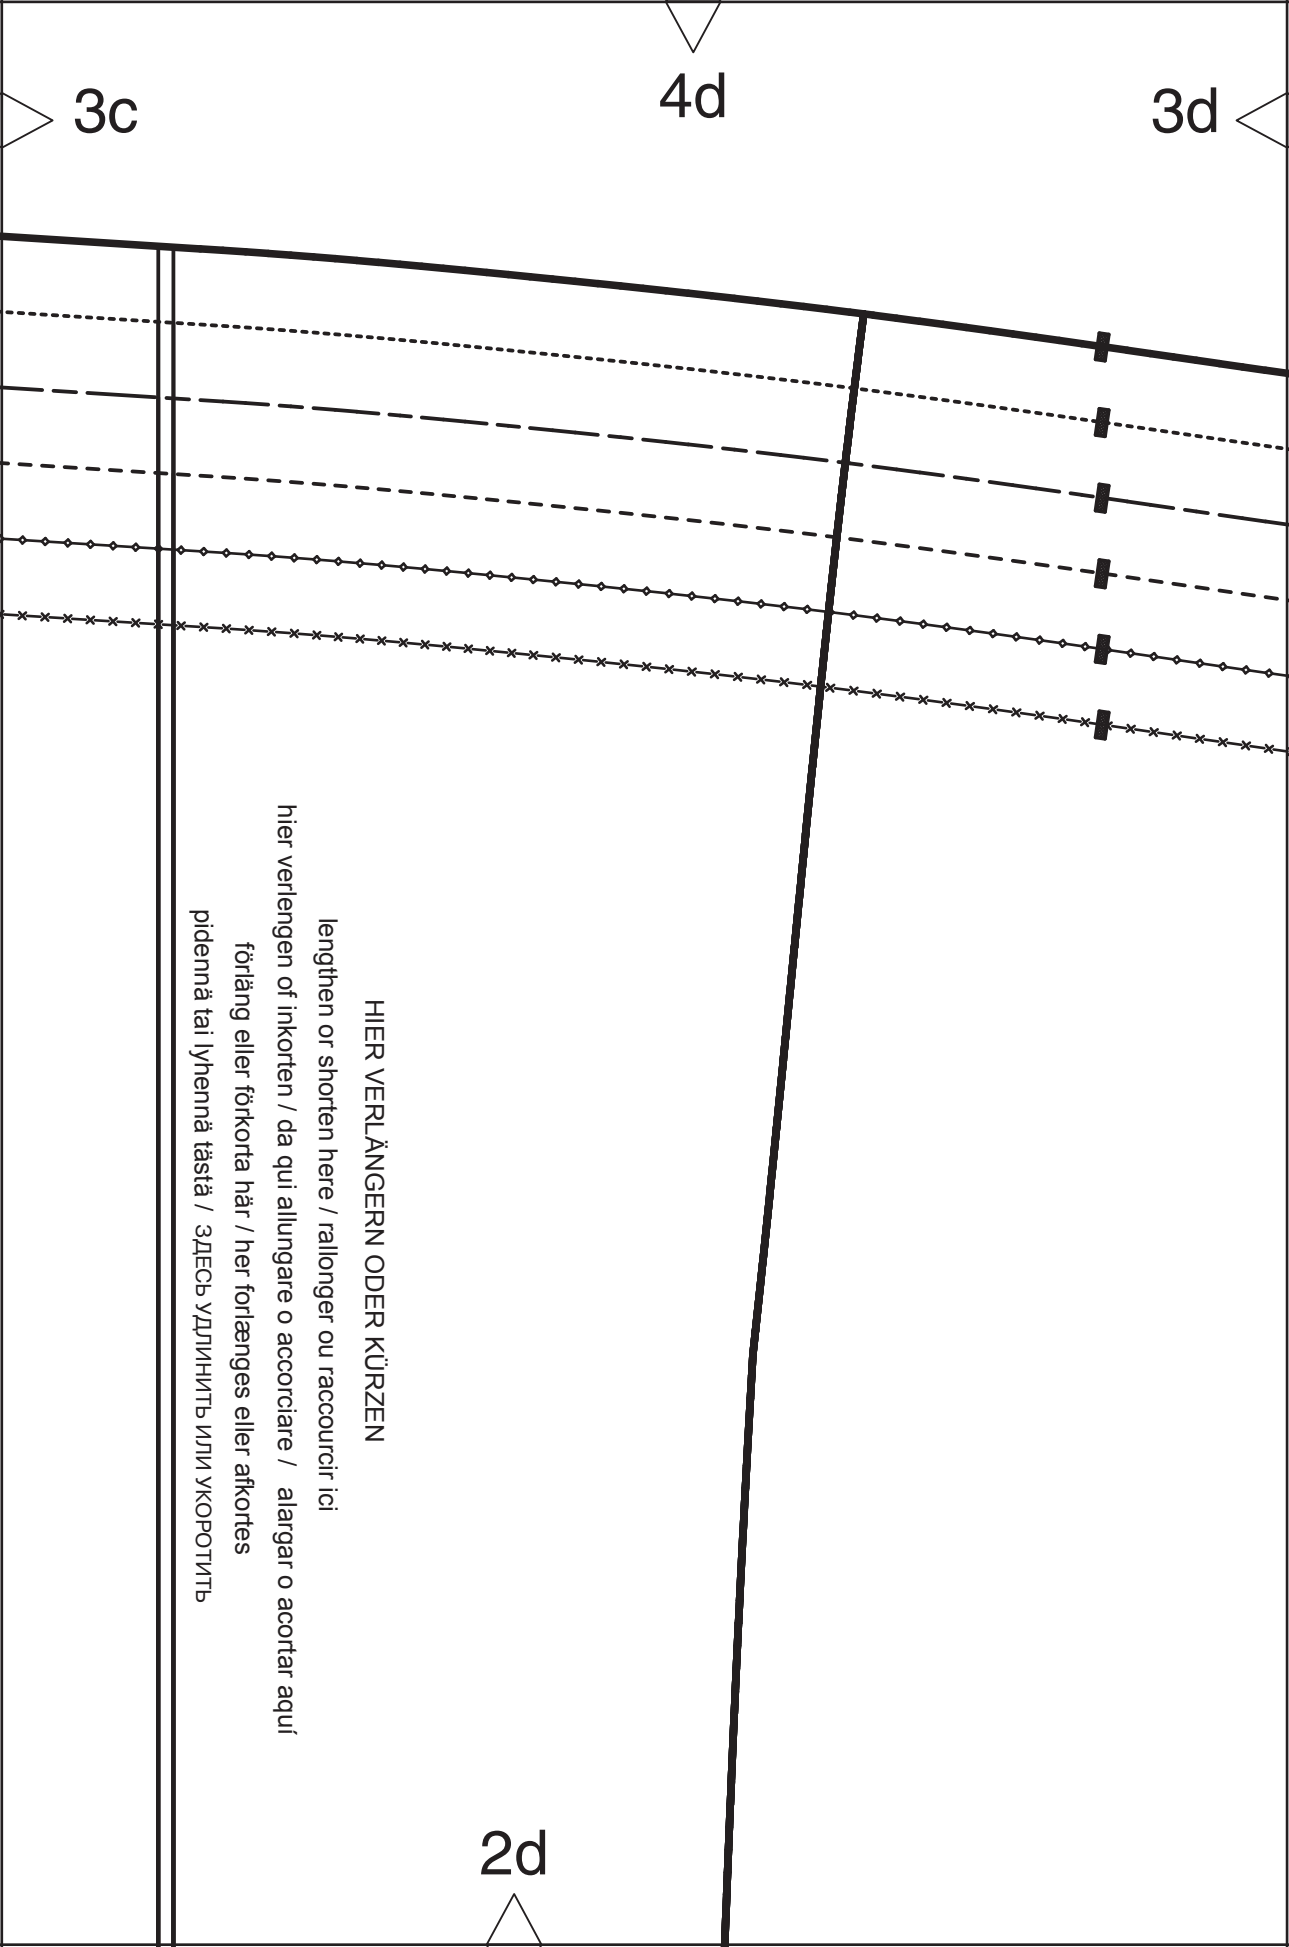 4d
3c
3d
HIER VERLÄNGERN ODER KÜRZEN
lengthen or shorten here / rallonger ou raccourcir ici
hier verlengen of inkorten / da qui allungare o accorciare / alargar o acortar aquí
förläng eller förkorta här / her forlænges eller afkortes
pidennä tai lyhennä tästä / ЗДЕСЬ УДЛИНИТЬ ИЛИ УКОРОТИТЬ
2d